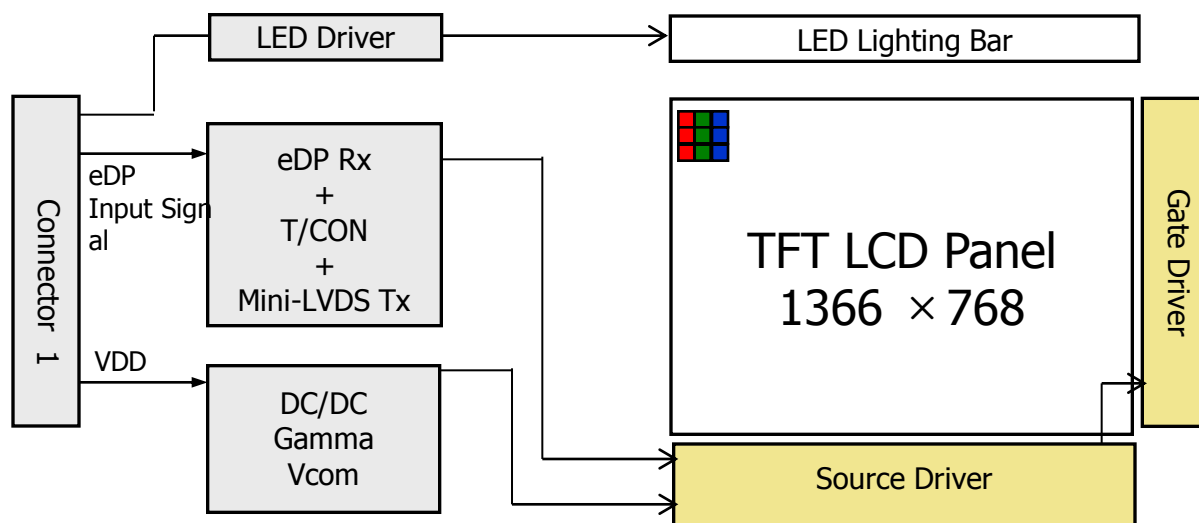 LED Driver
LED Lighting Bar
Connector 1
eDP
Input Sign
al
eDP Rx
+
T/CON
+
Mini-LVDS Tx
TFT LCD Panel
1366 × 768
Gate Driver
VDD
DC/DC
Gamma
Vcom
Source Driver